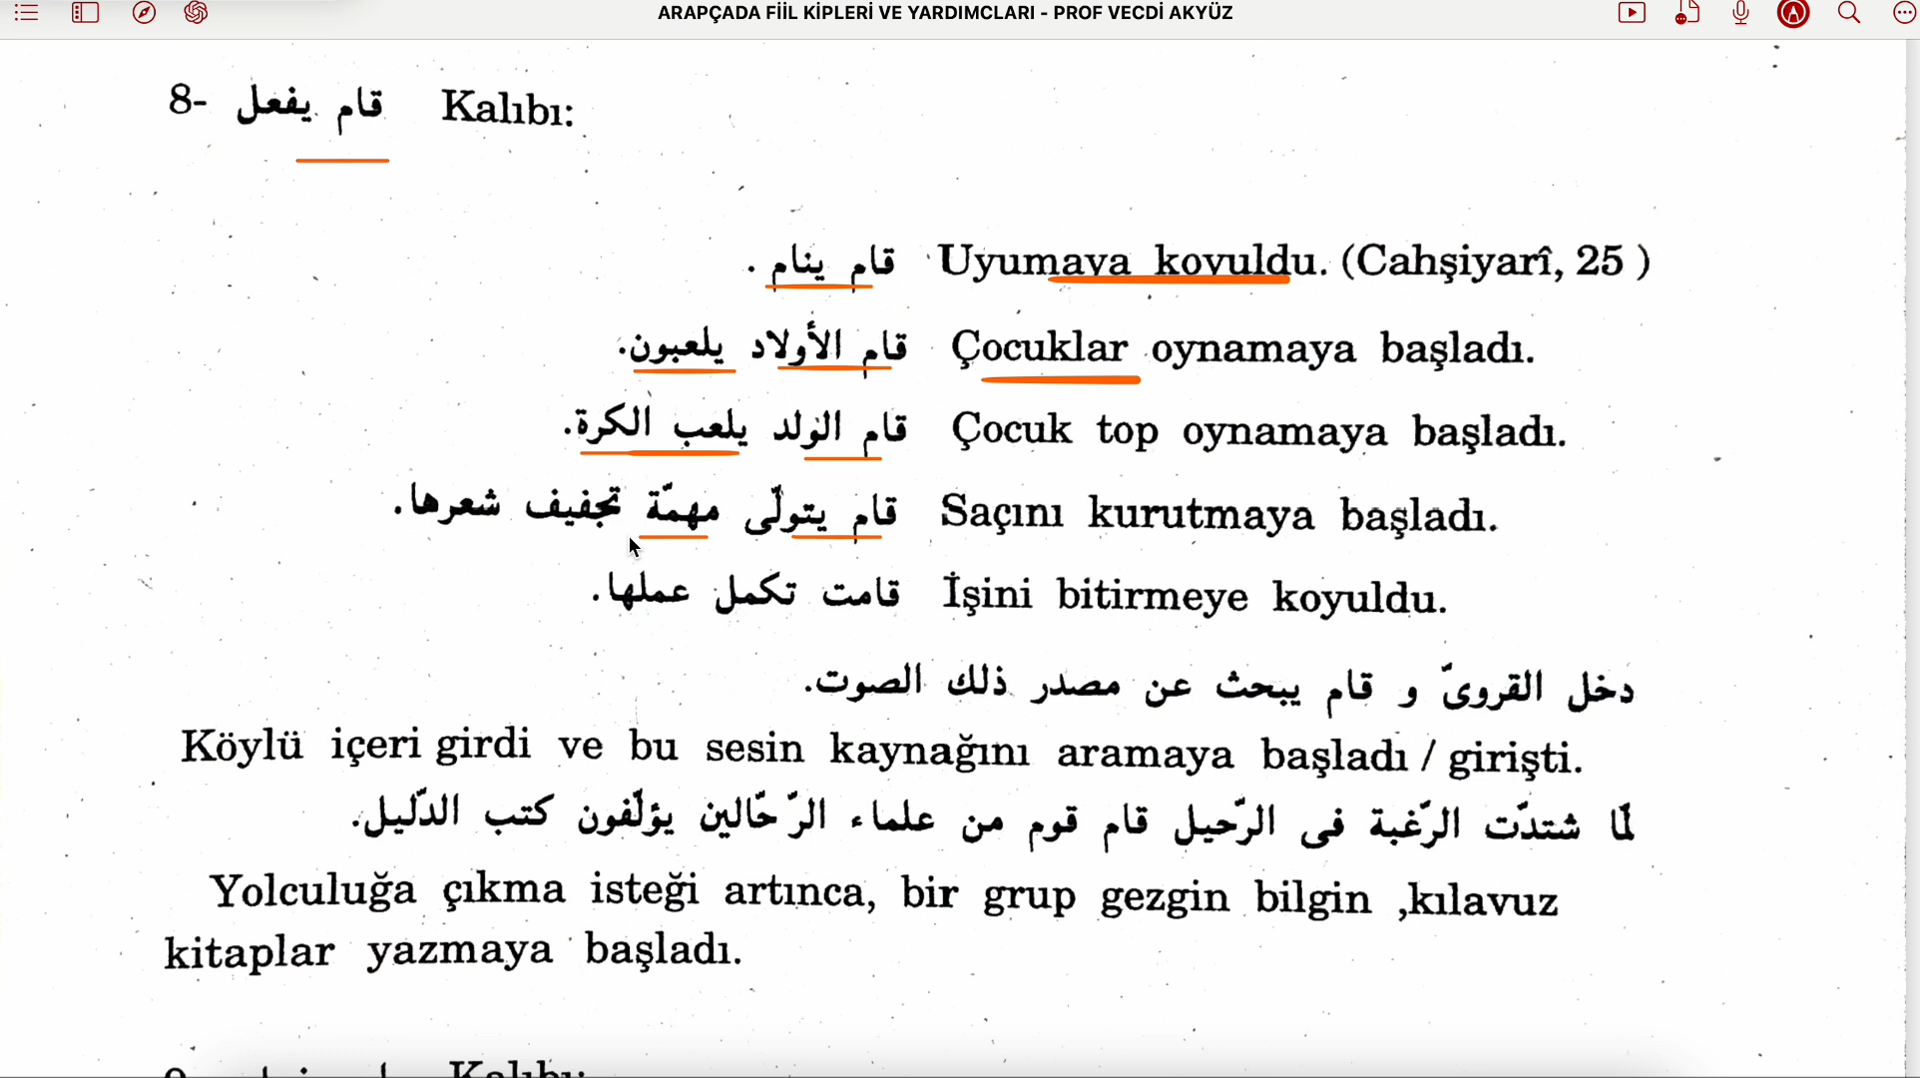 ARAPÇADA FİİL KİPLERİ VE YARDIMCLARI - PROF VECDİ AKYÜZ
8- قام يفعل Kalıbı:
قام ينام . Uyumaya koyuldu. (Cahşiyarî, 25 )
قام الأولاد يلعبون. Çocuklar oynamaya başladı.
قام الولد يلعب الكرة. Çocuk top oynamaya başladı.
قام يتولّى مهمّة تجفيف شعرها. Saçını kurutmaya başladı.
قامت تكمل عملها. İşini bitirmeye koyuldu.
دخل القروىّ و قام يبحث عن مصدر ذلك الصوت.
Köylü içeri girdi ve bu sesin kaynağını aramaya başladı / girişti.
لمّا شتدّت الرّغبة فى الرّحيل قام قوم من علماء الرّحّالين يؤلّفون كتب الدّليل.
Yolculuğa çıkma isteği artınca, bir grup gezgin bilgin ,kılavuz
kitaplar yazmaya başladı.
Kalıbı: